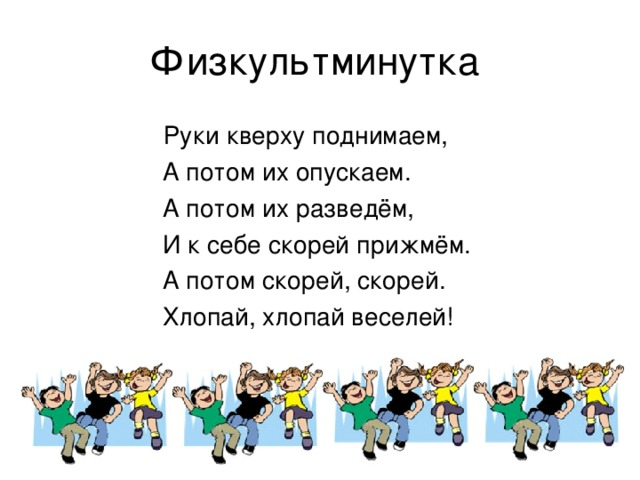 Физкультминутка
Руки кверху поднимаем,
А потом их опускаем.
А потом их разведём,
И к себе скорей прижмём.
А потом скорей, скорей.
Хлопай, хлопай веселей!